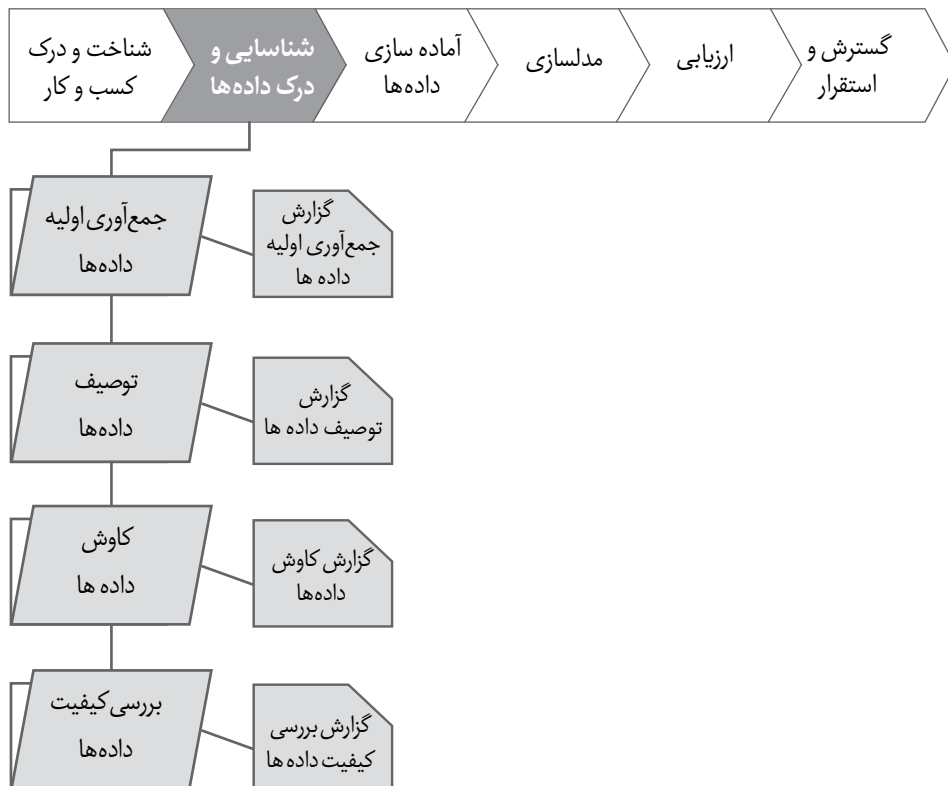 شناخت و درک
کسب و کار
شناسایی و
درک داده‌ها
آماده سازی
داده‌ها
مدلسازی
ارزیابی
گسترش و
استقرار
جمع‌آوری اولیه
داده‌ها
گزارش
جمع‌آوری اولیه
داده ها
توصیف
داده‌ها
گزارش
توصیف داده ها
کاوش
داده ها
گزارش کاوش
داده‌ها
بررسی کیفیت
داده‌ها
گزارش بررسی
کیفیت داده ها